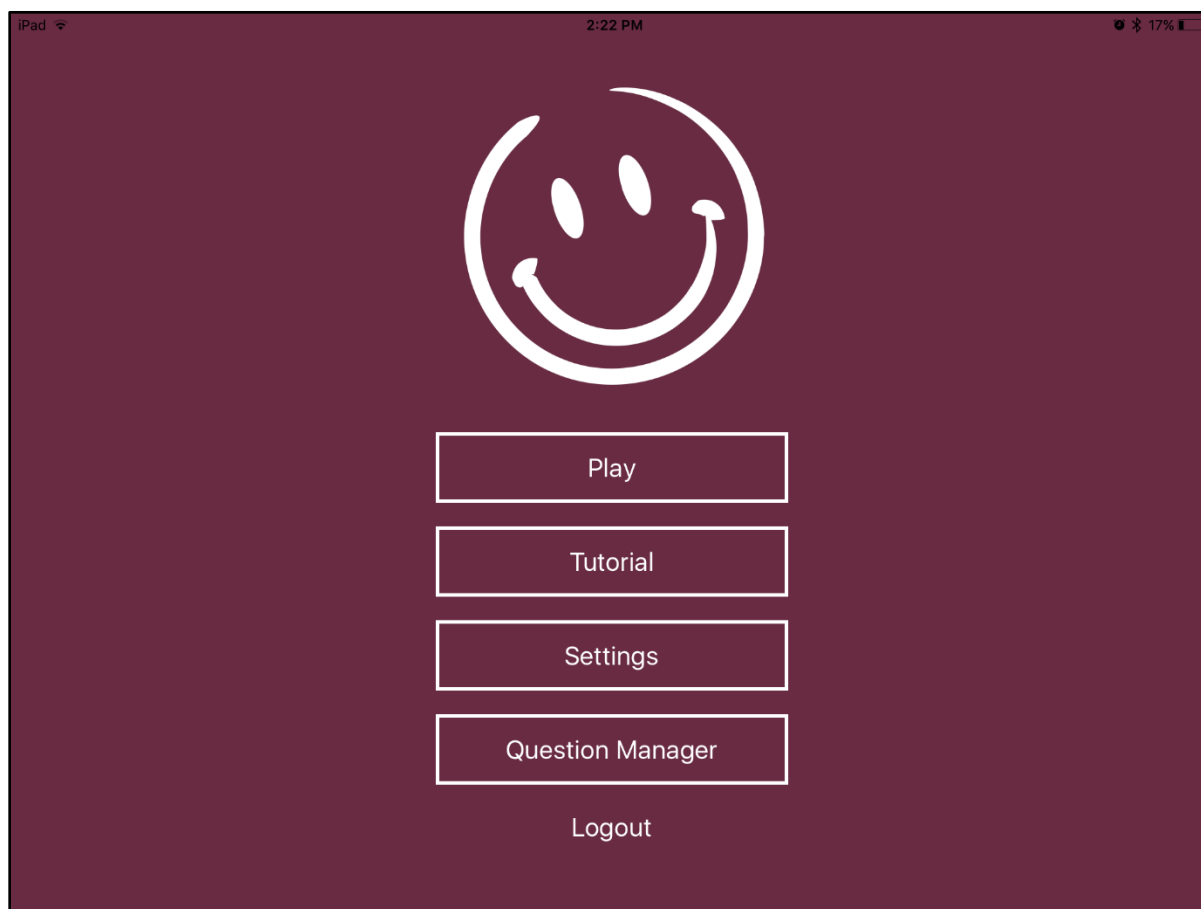 iPad 2:22 PM 17%
Play
Tutorial
Settings
Question Manager
Logout